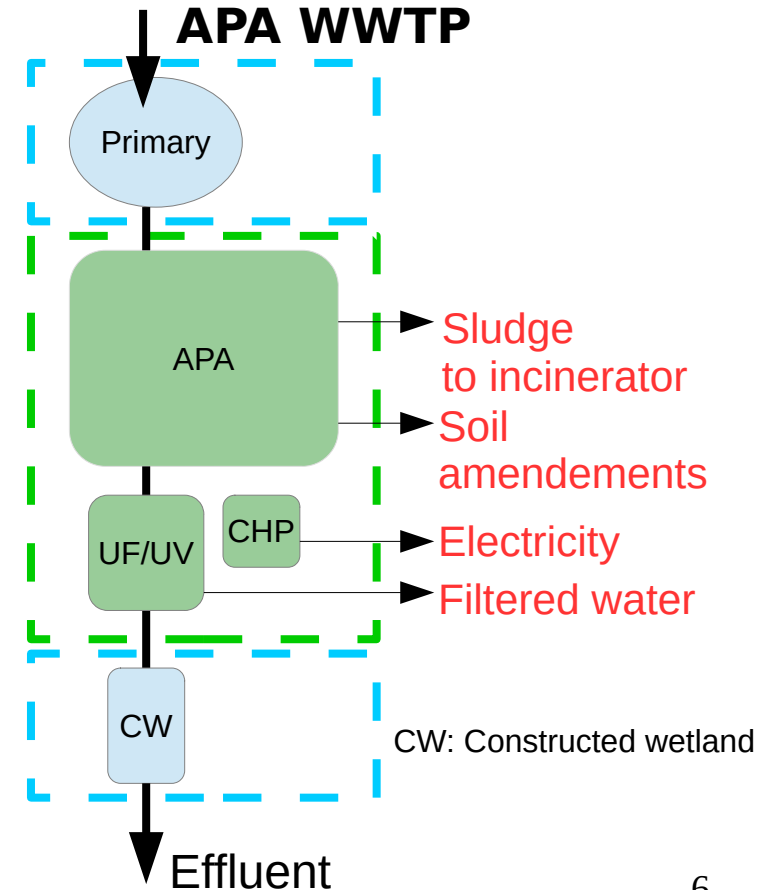 APA WWTP
Primary
APA
Sludge
to incinerator
Soil
amendements
UF/UV
CHP
Electricity
Filtered water
CW
CW: Constructed wetland
Effluent
6